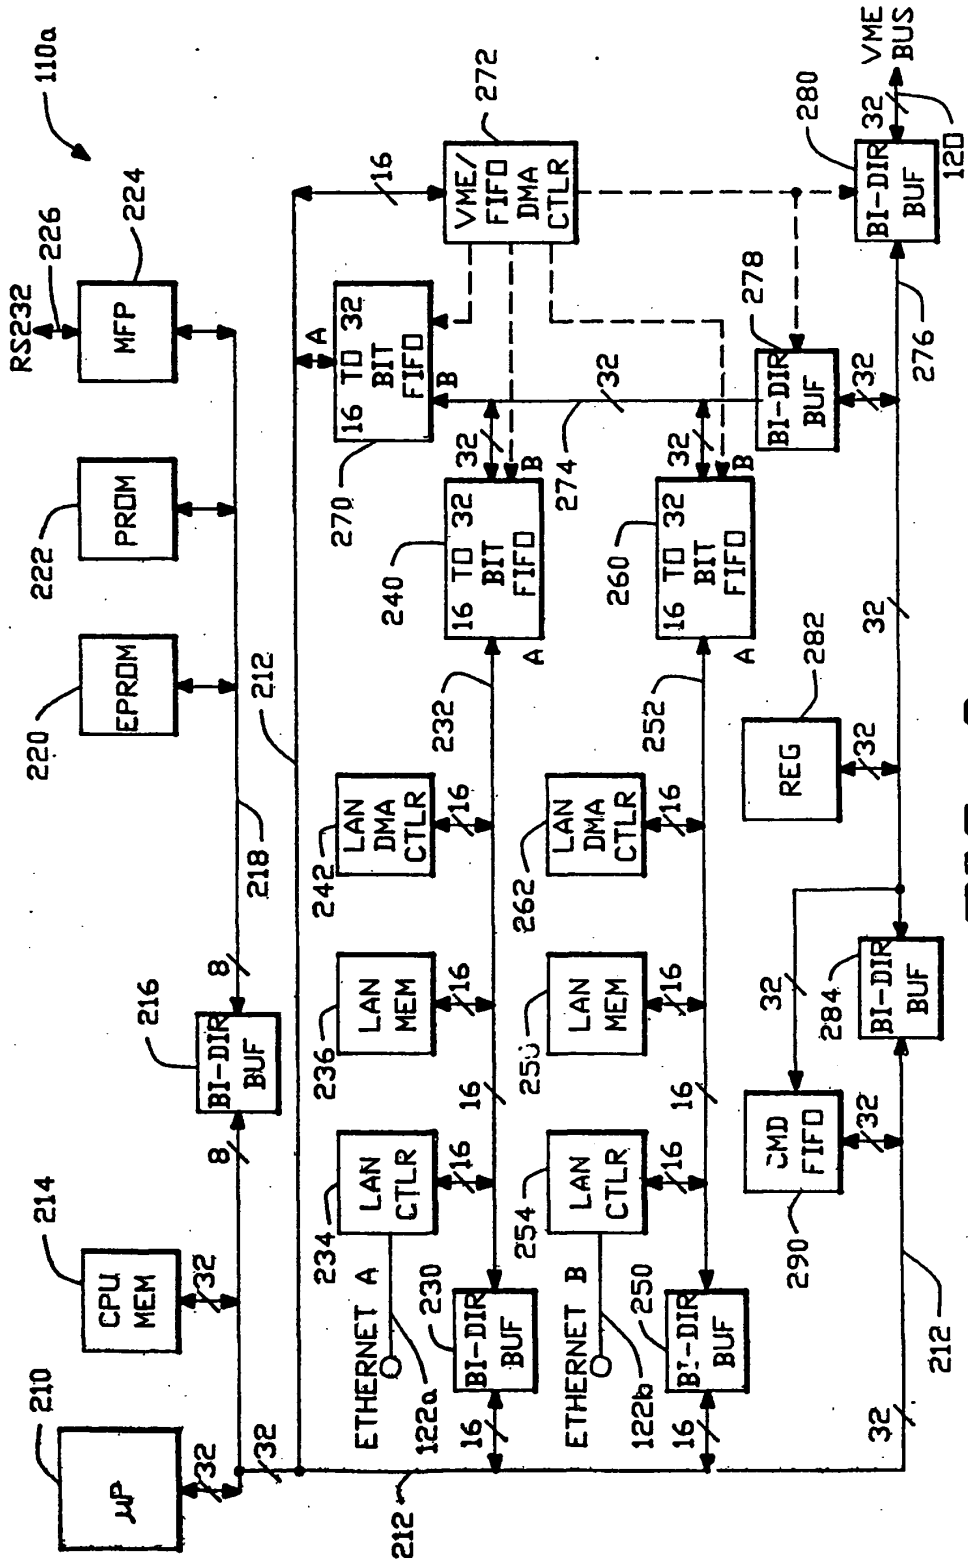 110a
210
µP
32
214
CPU
MEM
32
8
216
BI-DIR
BUF
8
218
220
EPROM
222
PROM
RS232
226
224
MFP
32
212
ETHERNET A
122a
234
LAN
CTLR
16
236
LAN
MEM
16
242
LAN
DMA
CTLR
16
270
16 TO 32
BIT
FIFO
A
B
16
272
VME/
FIFO
DMA
CTLR
212
16
230
BI-DIR
BUF
16
232
A
240
16 TO 32
BIT
FIFO
B
32
274
32
ETHERNET B
122b
254
LAN
CTLR
16
LAN
MEM
16
262
LAN
DMA
CTLR
16
16
250
BI-DIR
BUF
16
252
A
260
16 TO 32
BIT
FIFO
B
32
278
BI-DIR
BUF
32
290
CMD
FIFO
32
32
282
REG
32
280
BI-DIR
BUF
32
VME
BUS
120
32
212
284
BI-DIR
BUF
32
276